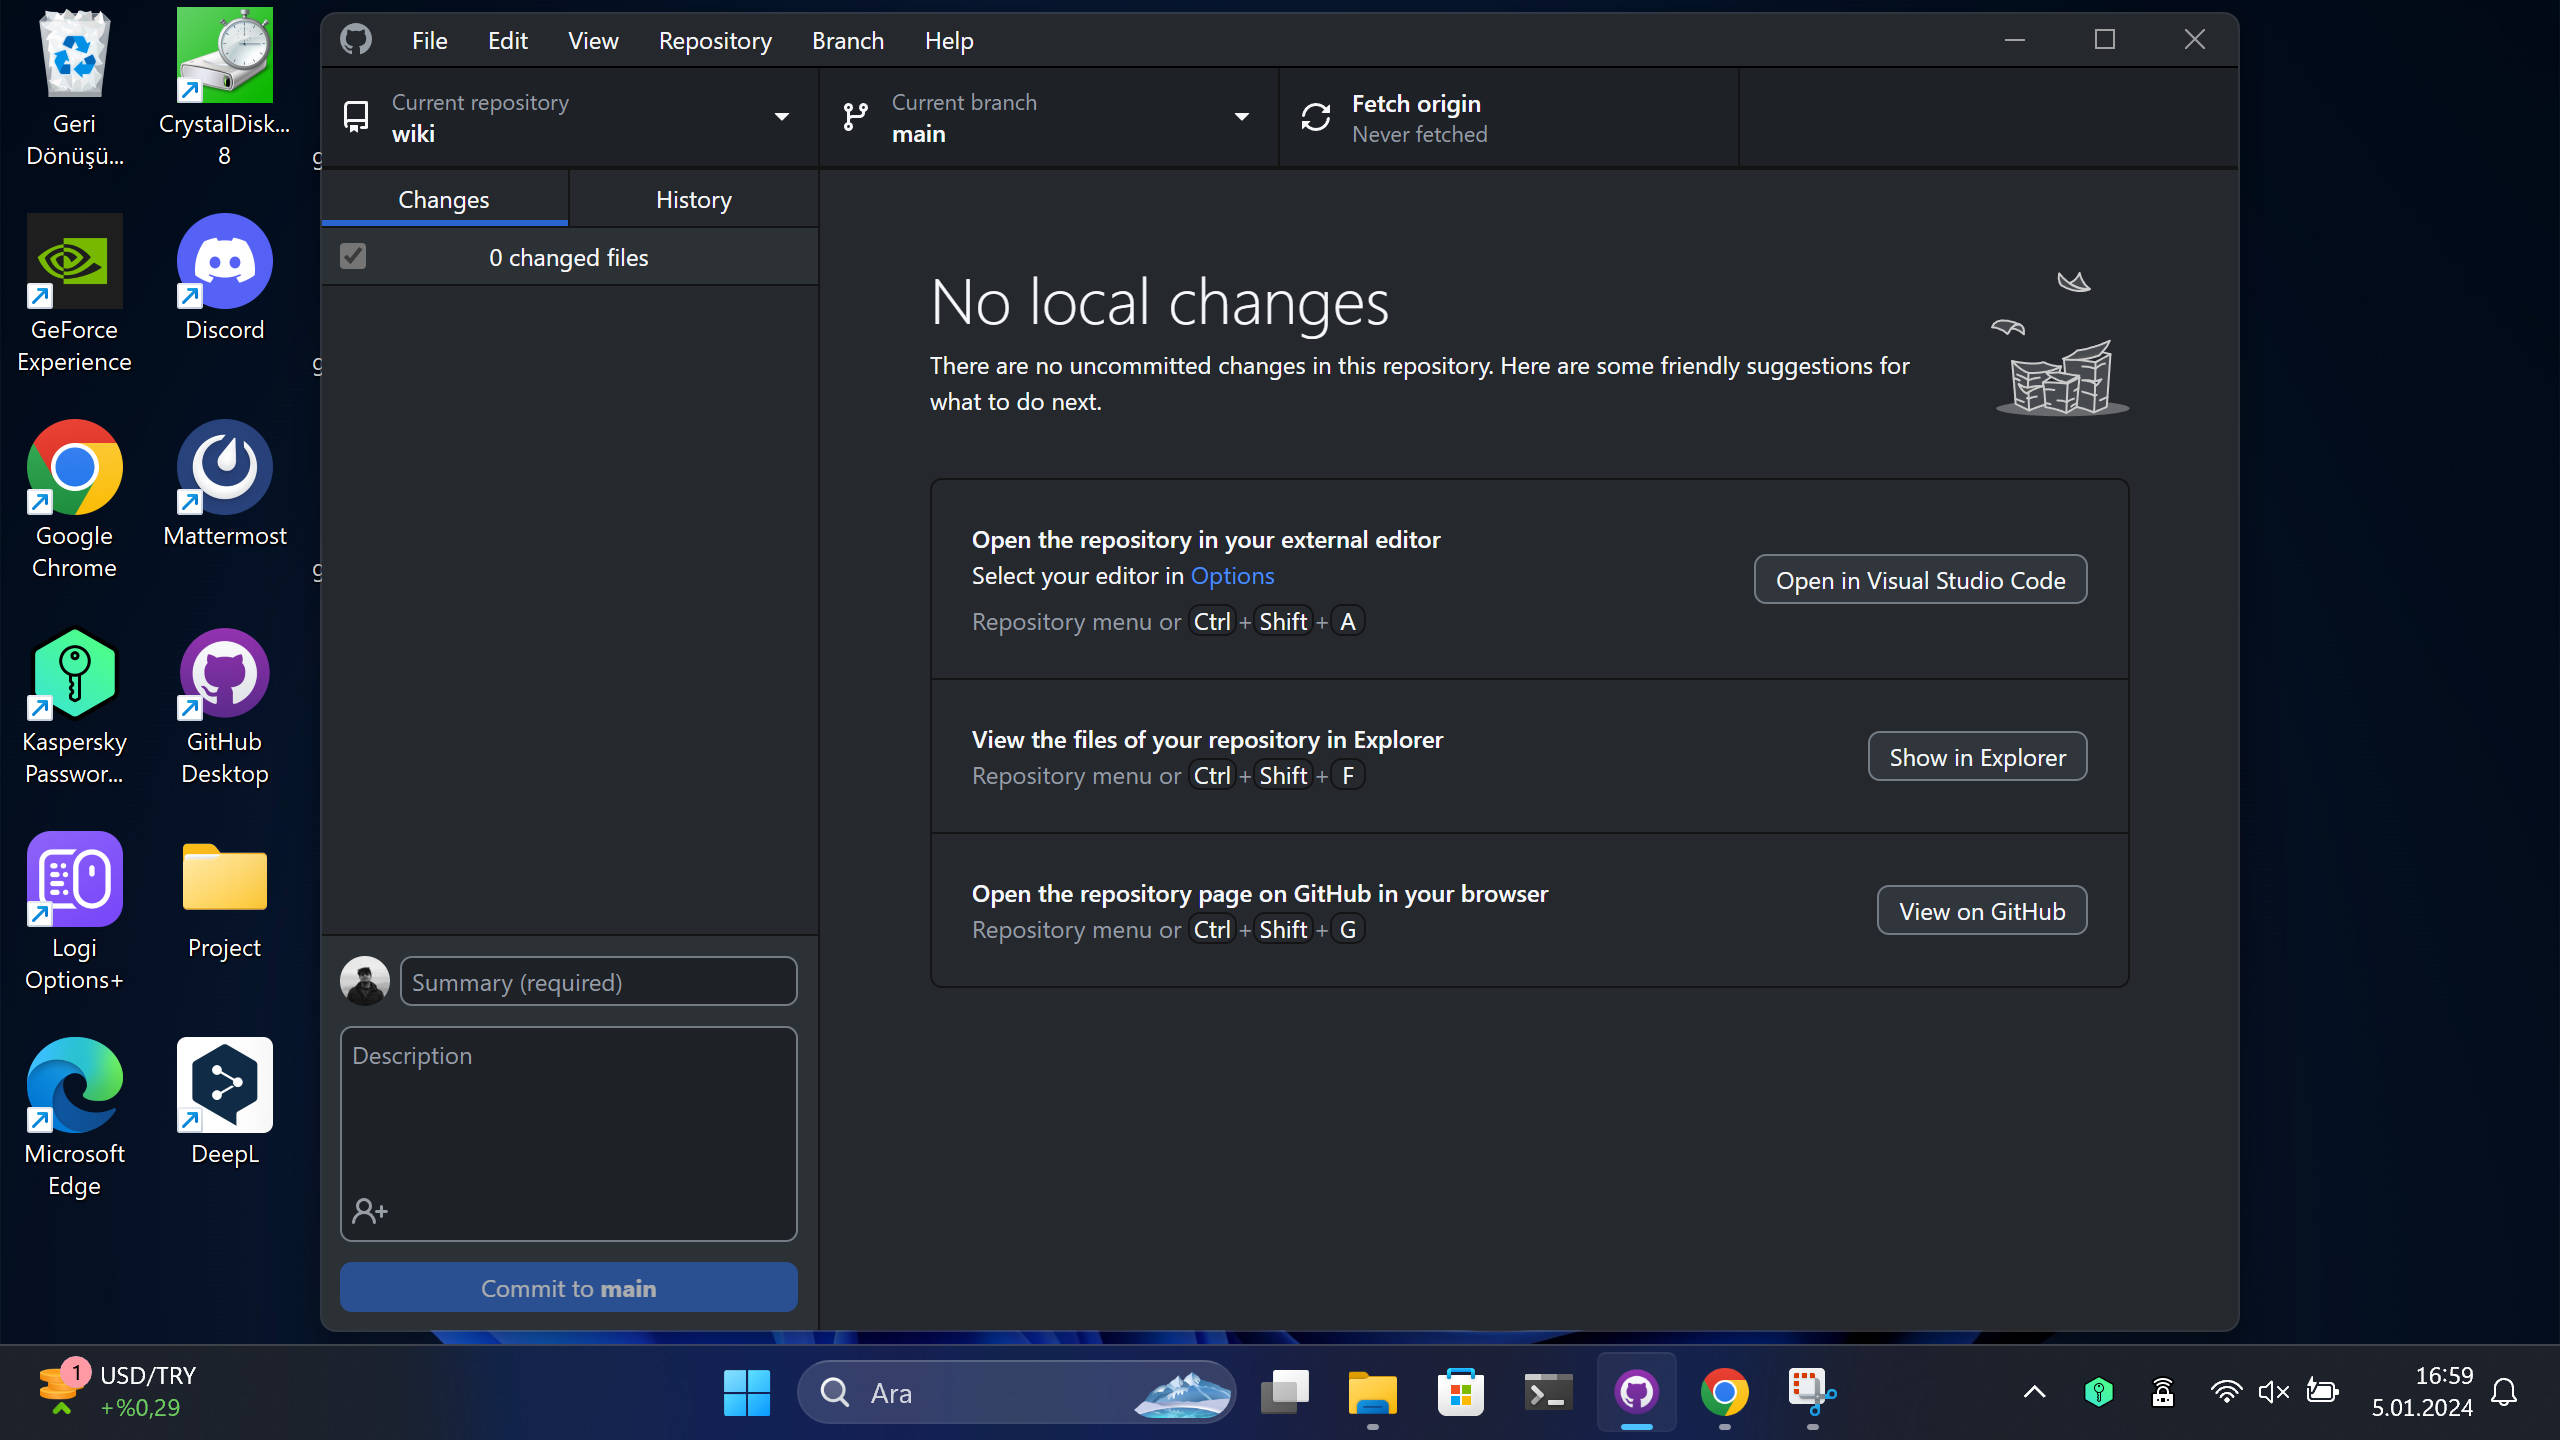 Geri
Dönüşü...
CrystalDisk...
8
GeForce
Experience
Discord
Google
Chrome
Mattermost
Kaspersky
Passwor...
GitHub
Desktop
Logi
Options+
Project
Microsoft
Edge
DeepL
g
g
g
File Edit View Repository Branch Help
Current repository
wiki
Current branch
main
Fetch origin
Never fetched
Changes History
0 changed files
Summary (required)
Description
Commit to main
No local changes
There are no uncommitted changes in this repository. Here are some friendly suggestions for
what to do next.
Open the repository in your external editor
Select your editor in Options
Repository menu or Ctrl + Shift + A
Open in Visual Studio Code
View the files of your repository in Explorer
Repository menu or Ctrl + Shift + F
Show in Explorer
Open the repository page on GitHub in your browser
Repository menu or Ctrl + Shift + G
View on GitHub
1
USD/TRY
+%0,29
Ara
16:59
5.01.2024